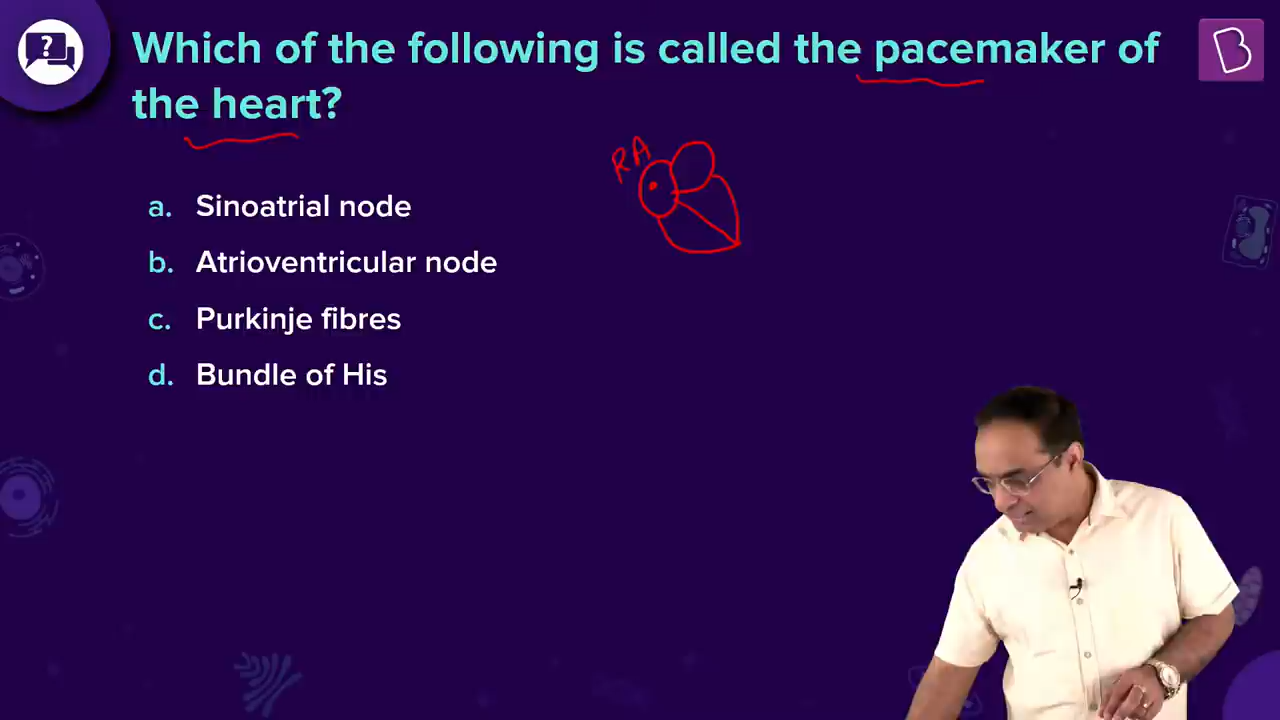 Which of the following is called the pacemaker of
the heart?
RA
a. Sinoatrial node
b. Atrioventricular node
c. Purkinje fibres
d. Bundle of His